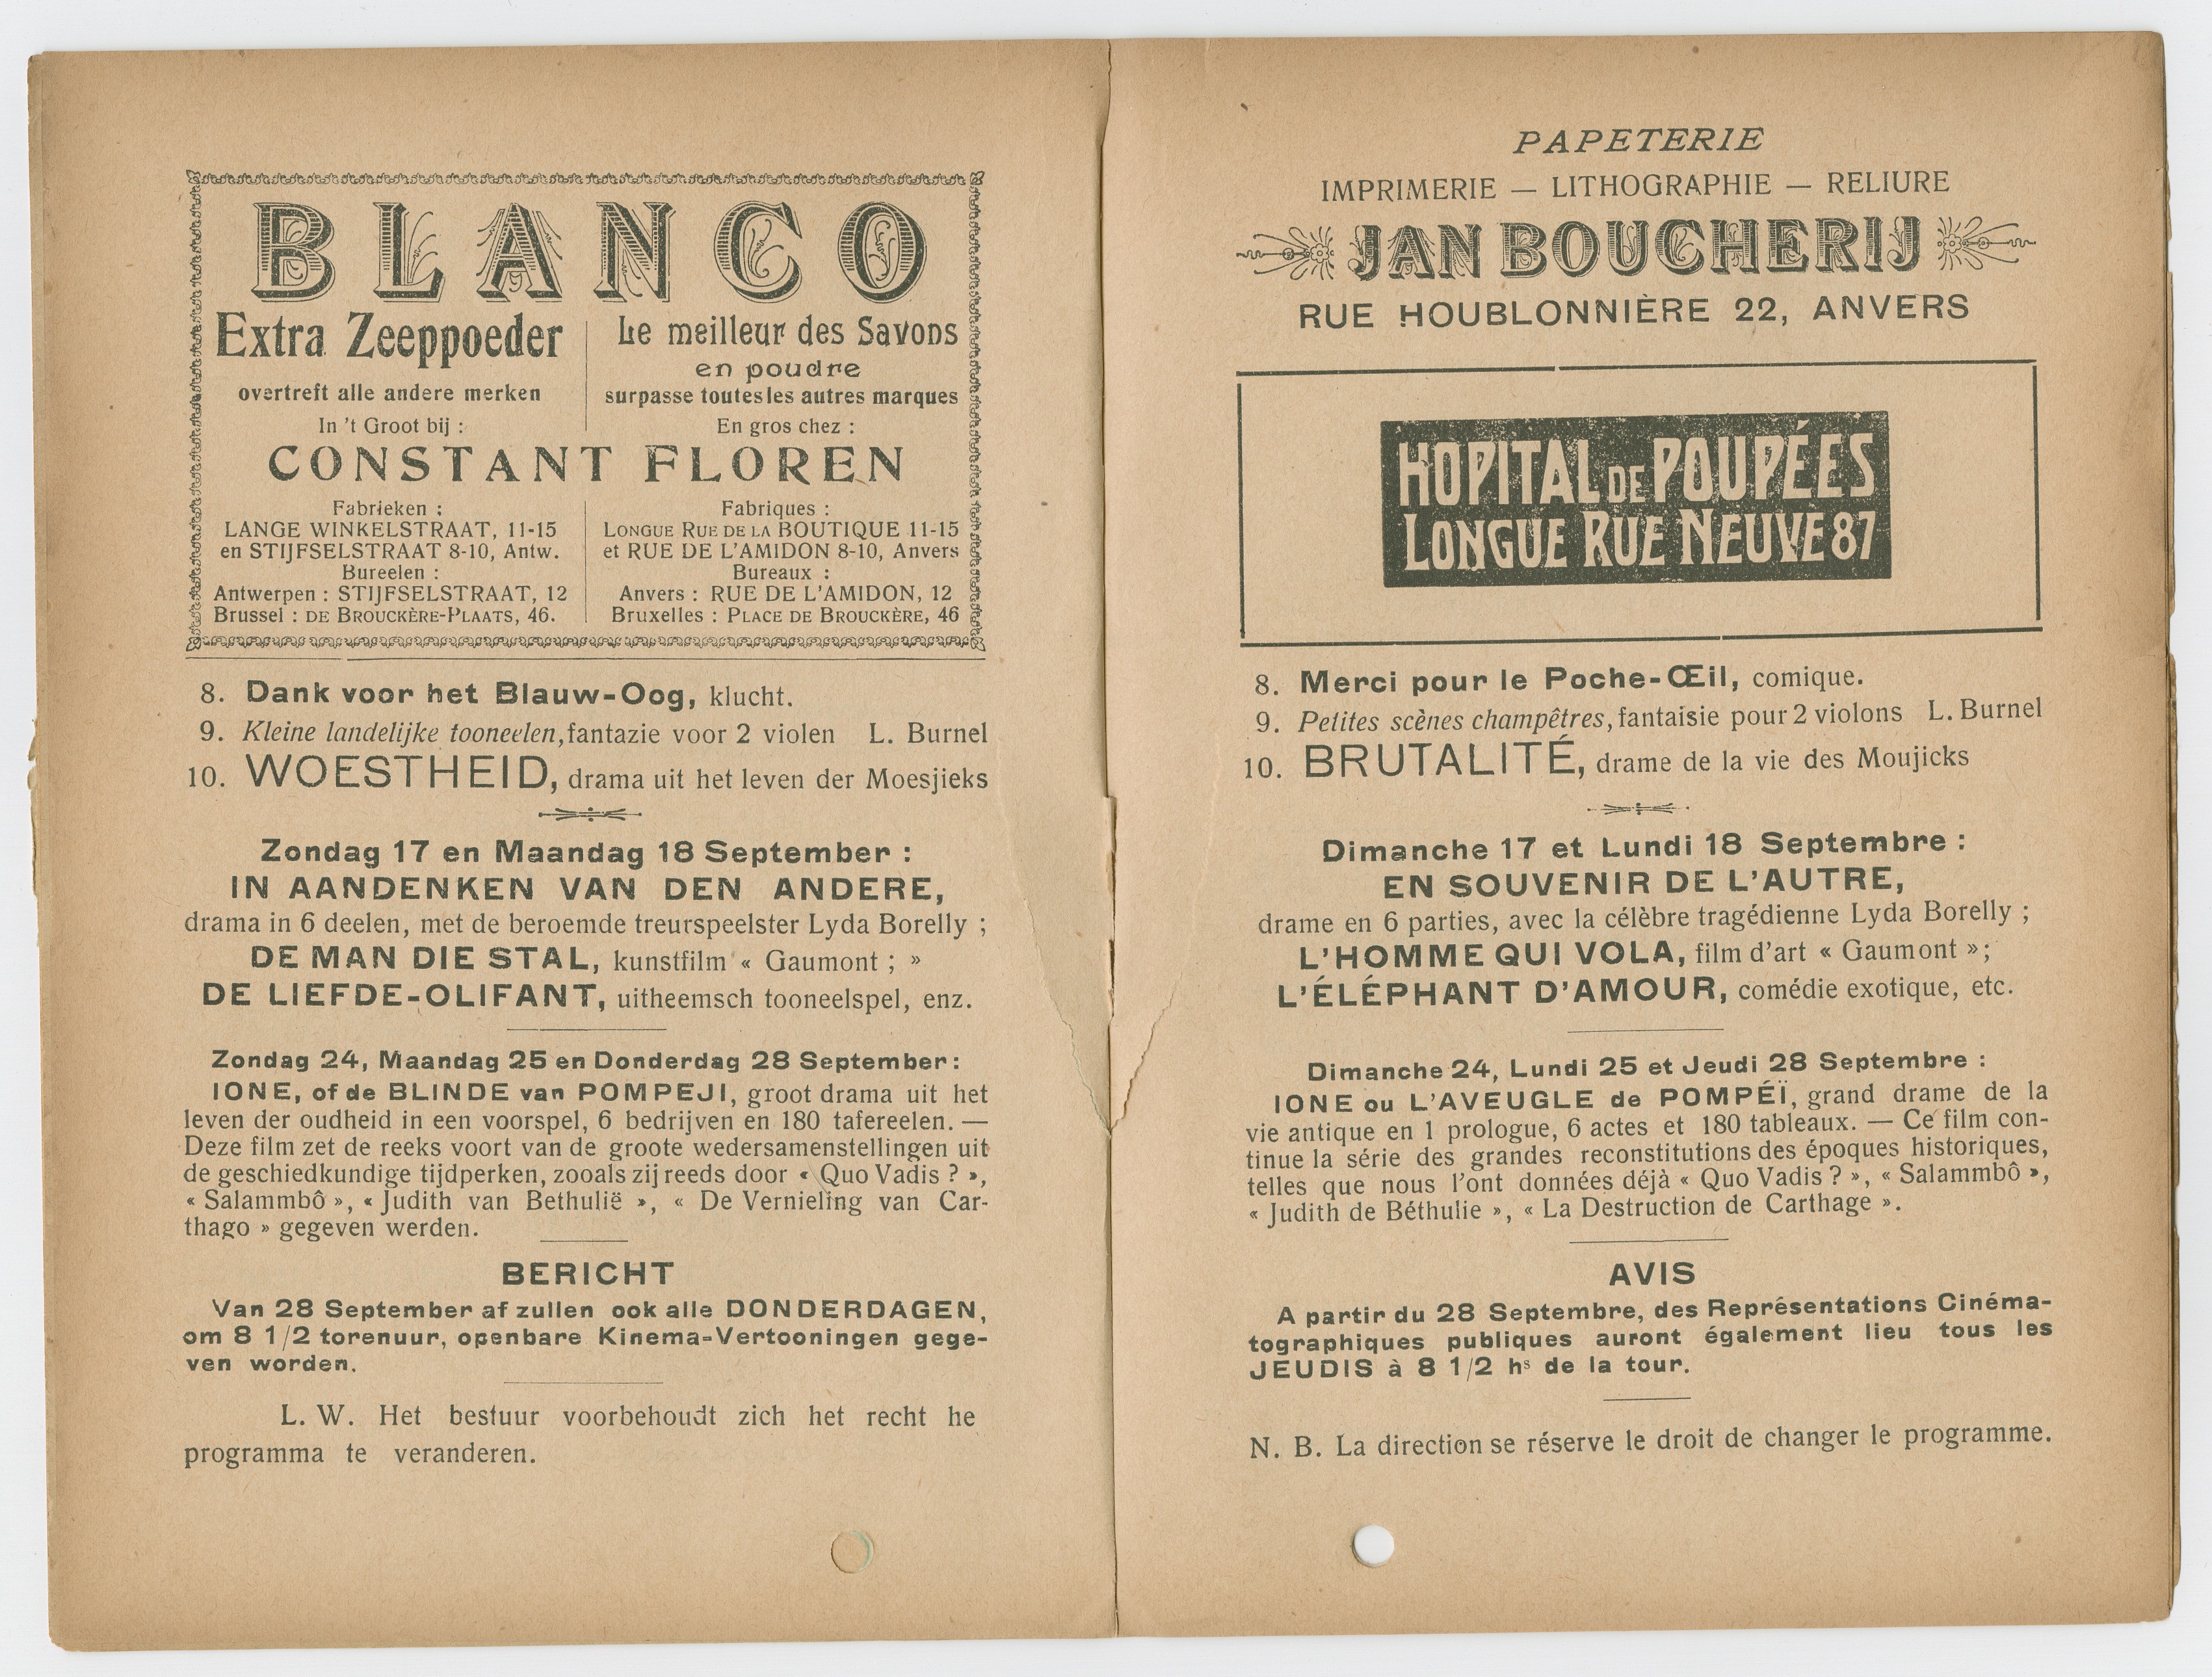 BLANCO
Extra Zeeppoeder
overtreft alle andere merken
In 't Groot bij :
Le meilleur des Savons
en poudre
surpasse toutes les autres marques
En gros chez :
CONSTANT FLOREN
Fabrieken :
LANGE WINKELSTRAAT, 11-15
en STIJFSELSTRAAT 8-10, Antw.
Bureelen :
Antwerpen : STIJFSELSTRAAT, 12
Brussel : DE BROUCKÈRE-PLAATS, 46.
Fabriques :
LONGUE RUE DE LA BOUTIQUE 11-15
et RUE DE L'AMIDON 8-10, Anvers
Bureaux :
Anvers : RUE DE L'AMIDON, 12
Bruxelles : PLACE DE BROUCKÈRE, 46
8. Dank voor het Blauw-Oog, klucht.
9. Kleine landelijke tooneelen, fantazie voor 2 violen L. Burnel
10. WOESTHEID, drama uit het leven der Moesjieks
Zondag 17 en Maandag 18 September :
IN AANDENKEN VAN DEN ANDERE,
drama in 6 deelen, met de beroemde treurspeelster Lyda Borelly ;
DE MAN DIE STAL, kunstfilm « Gaumont ; »
DE LIEFDE-OLIFANT, uitheemsch tooneelspel, enz.
Zondag 24, Maandag 25 en Donderdag 28 September :
IONE, of de BLINDE van POMPEJI, groot drama uit het
leven der oudheid in een voorspel, 6 bedrijven en 180 tafereelen. —
Deze film zet de reeks voort van de groote wedersamenstellingen uit
de geschiedkundige tijdperken, zooals zij reeds door « Quo Vadis ? »,
« Salammbô », « Judith van Bethulië », « De Vernieling van Car-
thago » gegeven werden.
BERICHT
Van 28 September af zullen ook alle DONDERDAGEN,
om 8 1/2 torenuur, openbare Kinema-Vertooningen gege-
ven worden.
L. W. Het bestuur voorbehoudt zich het recht he
programma te veranderen.
PAPETERIE
IMPRIMERIE — LITHOGRAPHIE — RELIURE
JAN BOUCHERIJ
RUE HOUBLONNIÈRE 22, ANVERS
HOPITAL DE POUPÉES
LONGUE RUE NEUVE 87
8. Merci pour le Poche-Œil, comique.
9. Petites scènes champêtres, fantaisie pour 2 violons L. Burnel
10. BRUTALITÉ, drame de la vie des Moujicks
Dimanche 17 et Lundi 18 Septembre :
EN SOUVENIR DE L'AUTRE,
drame en 6 parties, avec la célèbre tragédienne Lyda Borelly ;
L'HOMME QUI VOLA, film d'art « Gaumont » ;
L'ÉLÉPHANT D'AMOUR, comédie exotique, etc.
Dimanche 24, Lundi 25 et Jeudi 28 Septembre :
IONE ou L'AVEUGLE de POMPÉÏ, grand drame de la
vie antique en 1 prologue, 6 actes et 180 tableaux. — Ce film con-
tinue la série des grandes reconstitutions des époques historiques,
telles que nous l'ont données déjà « Quo Vadis ? », « Salammbô »,
« Judith de Béthulie », « La Destruction de Carthage ».
AVIS
A partir du 28 Septembre, des Représentations Cinéma-
tographiques publiques auront également lieu tous les
JEUDIS à 8 1/2 hs de la tour.
N. B. La direction se réserve le droit de changer le programme.